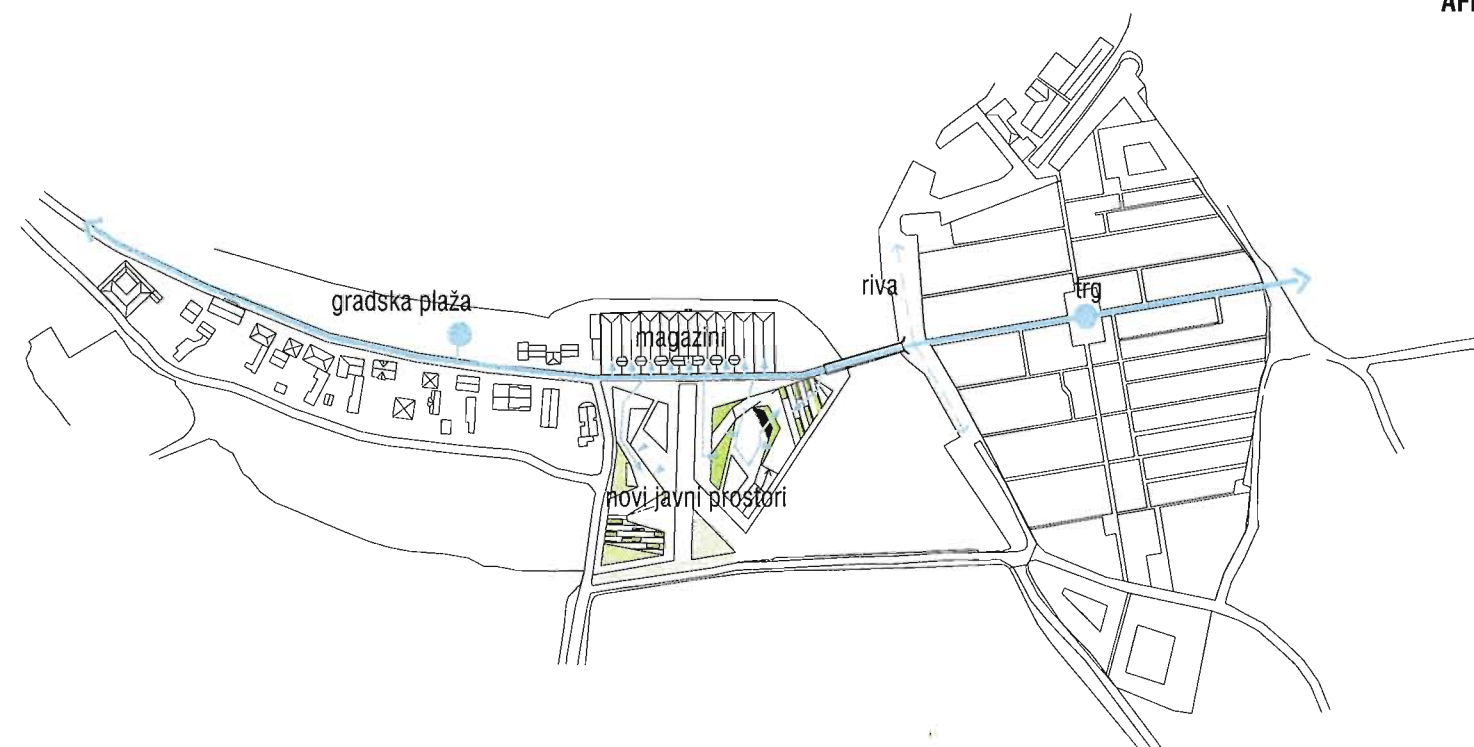 gradska plaža
magazini
riva
trg
novi javni prostori